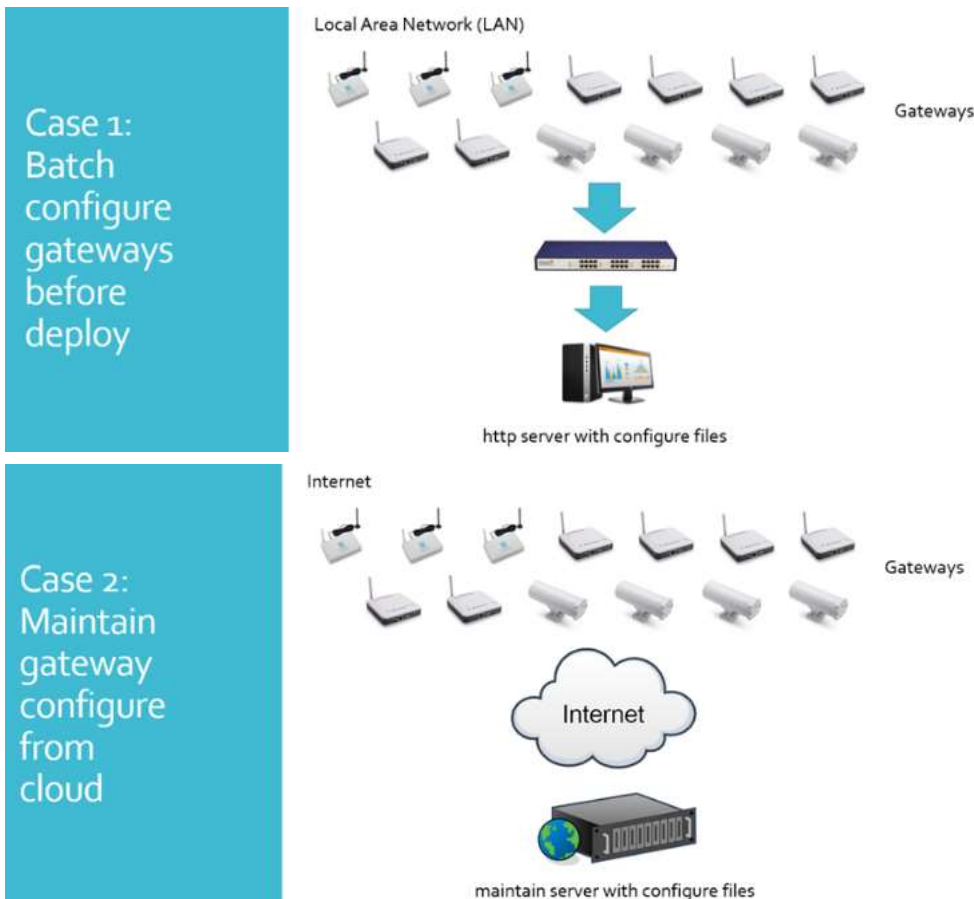 Local Area Network (LAN)
Case 1:
Batch
configure
gateways
before
deploy
Gateways
http server with configure files
Internet
Case 2:
Maintain
gateway
configure
from
cloud
Gateways
Internet
maintain server with configure files